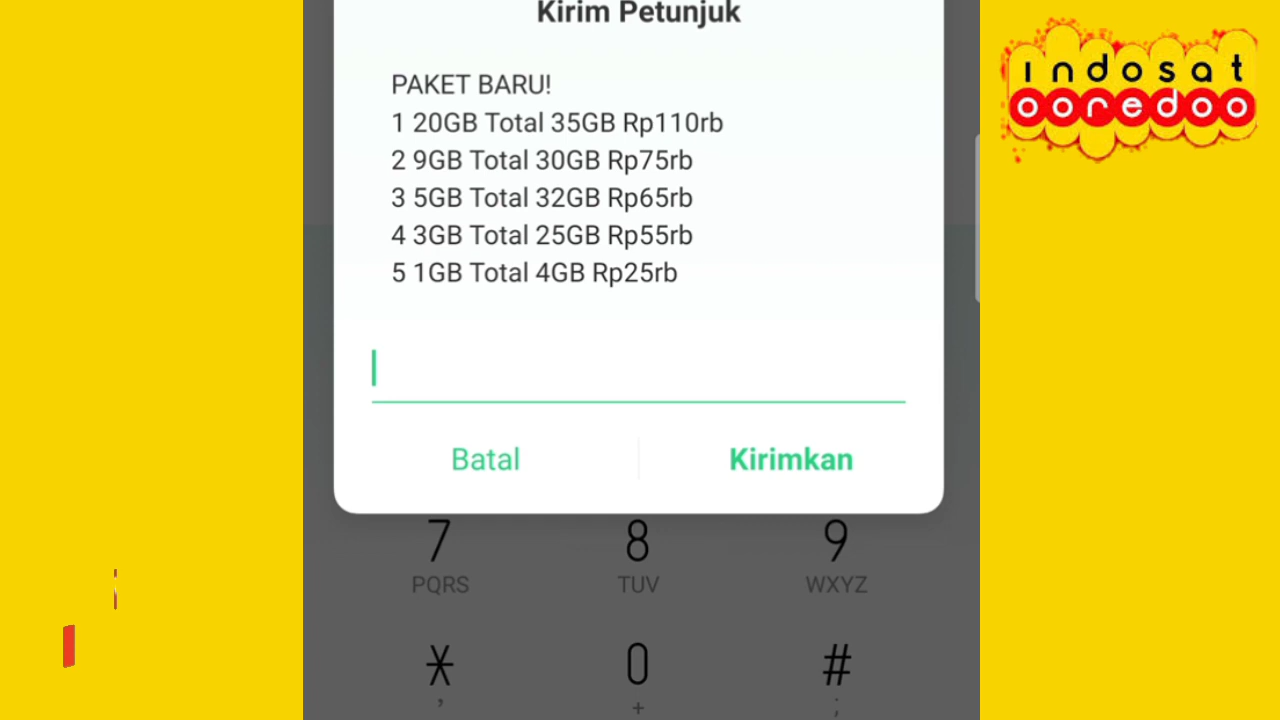 Kirim Petunjuk
PAKET BARU!
1 20GB Total 35GB Rp110rb
2 9GB Total 30GB Rp75rb
3 5GB Total 32GB Rp65rb
4 3GB Total 25GB Rp55rb
5 1GB Total 4GB Rp25rb
Batal
Kirimkan
7 8 9
PQRS TUV WXYZ
* 0 #
, + ;
indosat
ooredoo